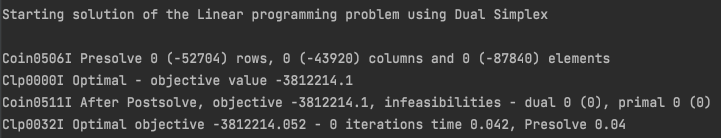 Starting solution of the Linear programming problem using Dual Simplex
Coin0506I Presolve 0 (-52704) rows, 0 (-43920) columns and 0 (-87840) elements
Clp0000I Optimal - objective value -3812214.1
Coin0511I After Postsolve, objective -3812214.1, infeasibilities - dual 0 (0), primal 0 (0)
Clp0032I Optimal objective -3812214.052 - 0 iterations time 0.042, Presolve 0.04